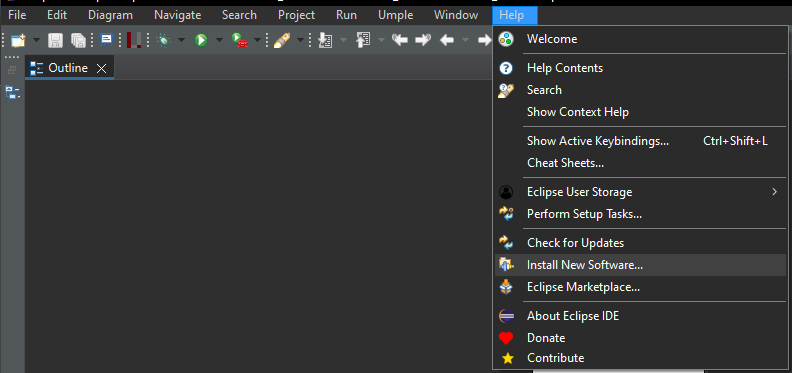 File Edit Diagram Navigate Search Project Run Umple Window Help
Outline
Welcome
Help Contents
Search
Show Context Help
Show Active Keybindings... Ctrl+Shift+L
Cheat Sheets...
Eclipse User Storage
Perform Setup Tasks...
Check for Updates
Install New Software...
Eclipse Marketplace...
About Eclipse IDE
Donate
Contribute